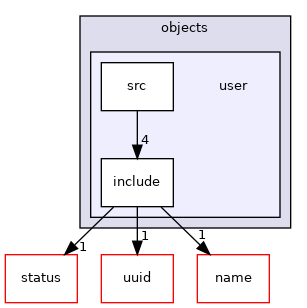 objects
src
user
4
include
1
1
1
status
uuid
name